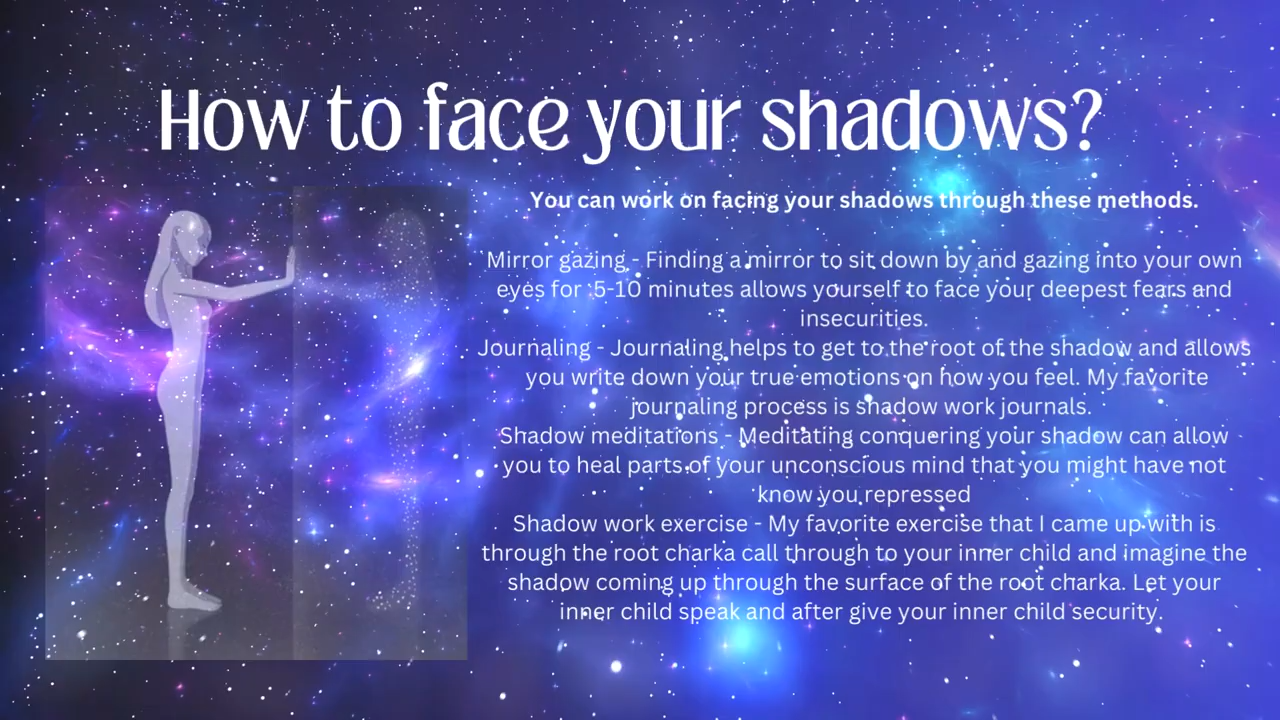 How to face your shadows?
You can work on facing your shadows through these methods.
Mirror gazing - Finding a mirror to sit down by and gazing into your own
eyes for 5-10 minutes allows yourself to face your deepest fears and
insecurities.
Journaling - Journaling helps to get to the root of the shadow and allows
you write down your true emotions on how you feel. My favorite
journaling process is shadow work journals.
Shadow meditations - Meditating conquering your shadow can allow
you to heal parts of your unconscious mind that you might have not
know you repressed
Shadow work exercise - My favorite exercise that I came up with is
through the root charka call through to your inner child and imagine the
shadow coming up through the surface of the root charka. Let your
inner child speak and after give your inner child security.